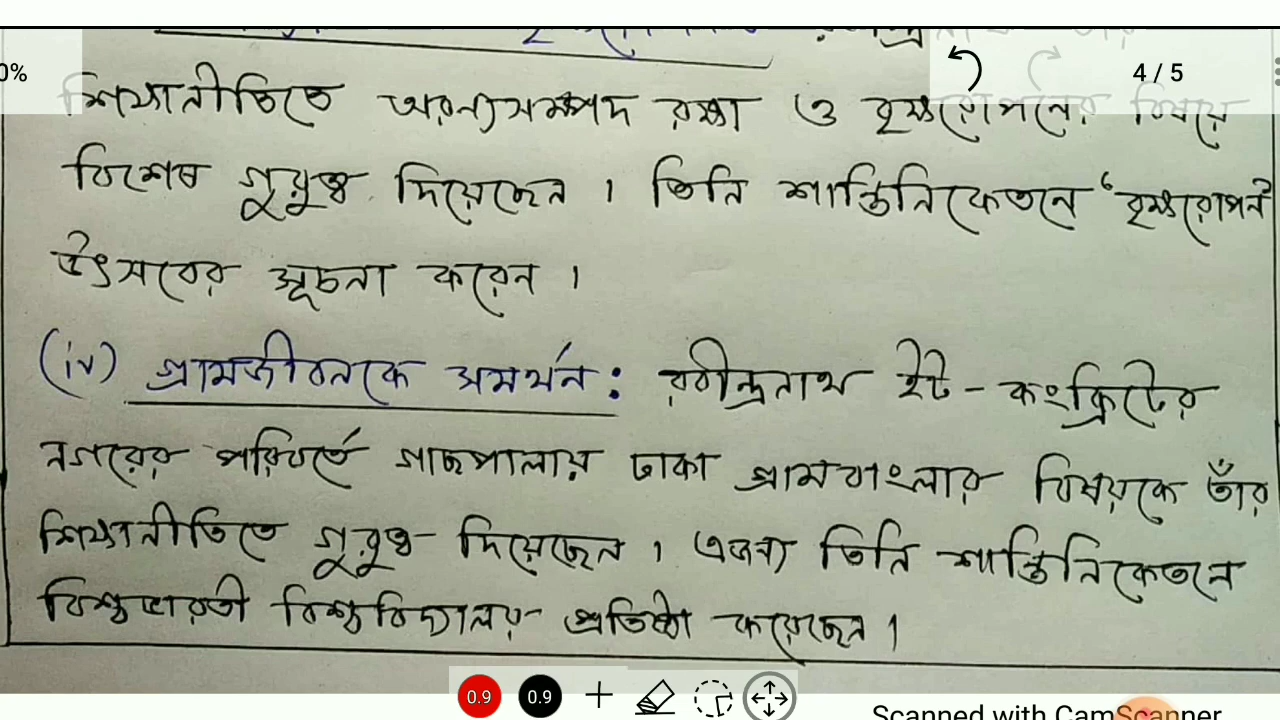 4 / 5
0%
শিক্ষানীতিতে অরন্যসম্পদ রক্ষা ও বৃক্ষরোপনের বিষয়ে
বিশেষ গুরুত্ব দিয়েছেন । তিনি শান্তিনিকেতনে ‘বৃক্ষরোপন’
উৎসবের সূচনা করেন ।
(iv) গ্রামজীবনকে সমর্থন : রবীন্দ্রনাথ ইট - কংক্রিটের
নগরের পরিবর্তে গাছপালায় ঢাকা গ্রামবাংলার বিষয়কে তাঁর
শিক্ষানীতিতে গুরুত্ব দিয়েছেন । এজন্য তিনি শান্তিনিকেতনে
বিশ্বভারতী বিশ্ববিদ্যালয় প্রতিষ্ঠা করেছেন ।
0.9 0.9
Scanned with CamScanner